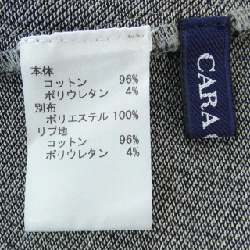 本体
コットン 96%
ポリウレタン 4%
別布
ポリエステル 100%
リブ地
コットン 96%
ポリウレタン 4%
CARA